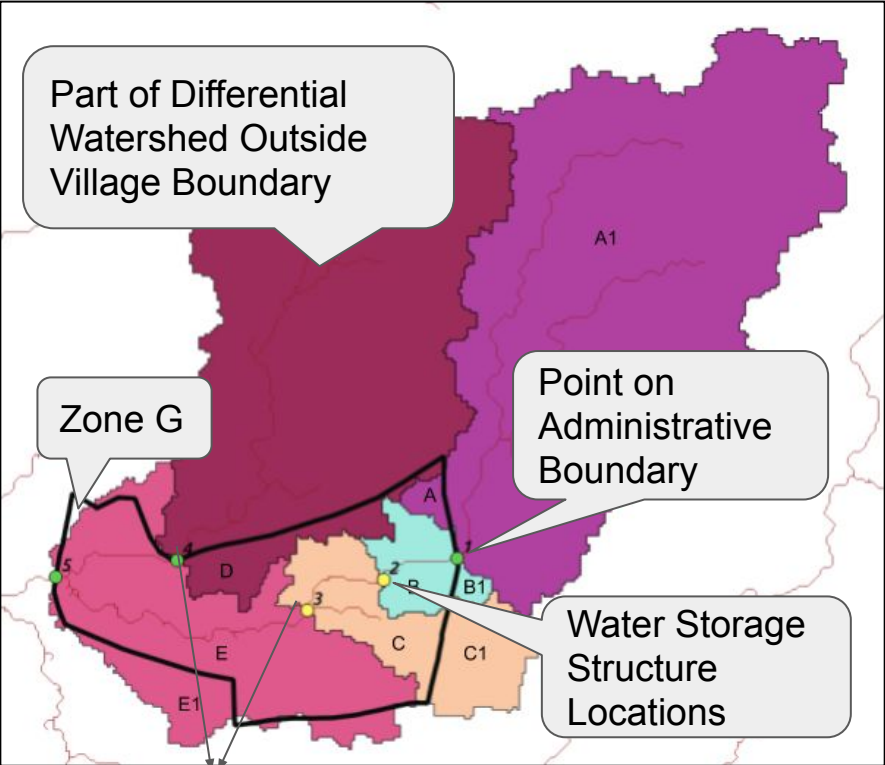 Part of Differential
Watershed Outside
Village Boundary
A1
Zone G
Point on
Administrative
Boundary
A
4
1
5
D
2
B
B1
3
C
C1
E
E1
Water Storage
Structure
Locations